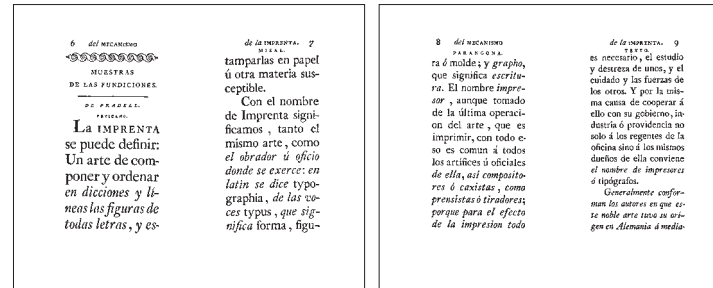 6 del MECANISMO
MUESTRAS
DE LAS FUNDICIONES.
DE PRADELL.
LA IMPRENTA
se puede definir:
Un arte de com-
poner y ordenar
en dicciones y lí-
neas las figuras de
todas letras, y es-
de la IMPRENTA. 7
MISAL.
tamparlas en papel
ú otra materia sus-
ceptible.
Con el nombre
de Imprenta signi-
ficamos, tanto el
mismo arte, como
el obrador ú oficio
donde se exerce: en
latin se dice typo-
graphia, de las vo-
ces typus, que sig-
nifica forma, figu-
8 del MECANISMO
PARANGONA.
ra ó molde; y grapho,
que significa escritu-
ra. El nombre impre-
sor, aunque tomado
de la última operaci-
on del arte, que es
imprimir, con todo e-
so es comun á todos
los artífices ú oficiales
de ella, así composito-
res ó caxistas, como
prensistas ó tiradores;
porque para el efecto
de la impresion todo
de la IMPRENTA. 9
TEXTO.
es necesario, el estudio
y destreza de unos, y el
cuidado y las fuerzas de
los otros. Y por la mis-
ma causa de cooperar á
ello con su gobierno, in-
dustria ó providencia no
solo á los regentes de la
oficina sino á los mismos
dueños de ella conviene
el nombre de impresores
ó tipógrafos.
Generalmente confor-
man los autores en que es-
te noble arte tuvo su orí-
gen en Alemania á media-